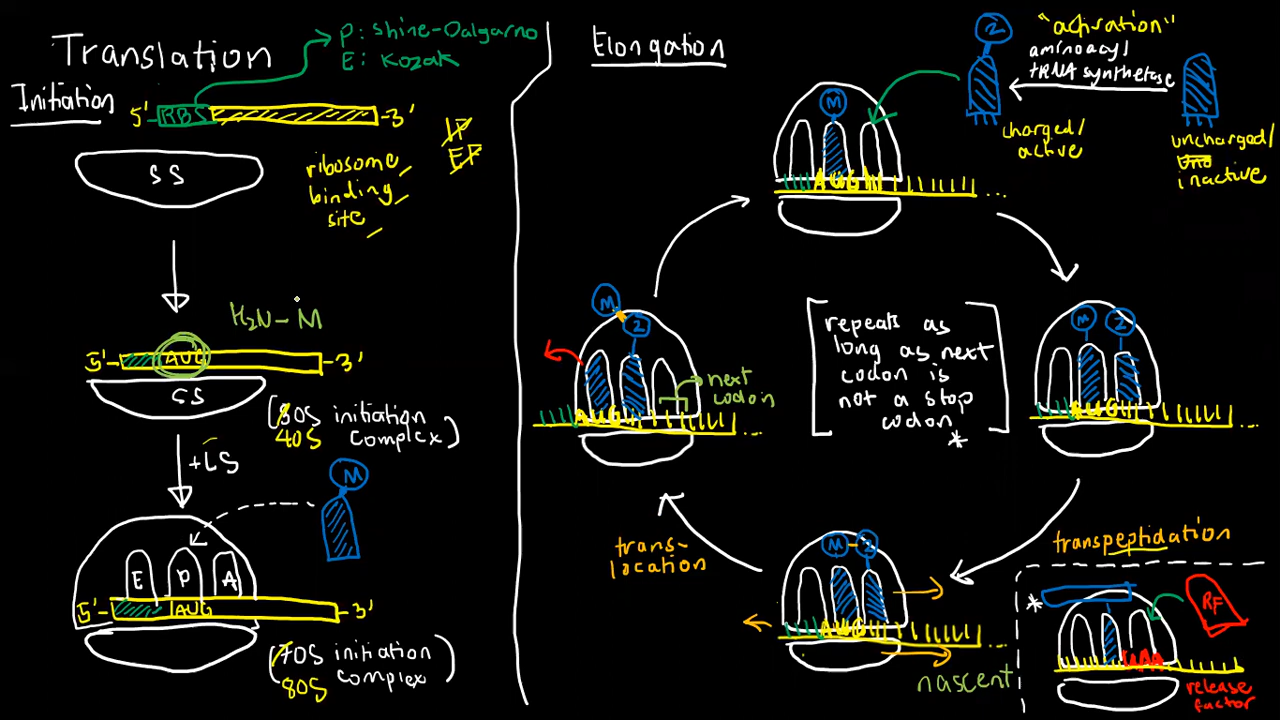 Translation
P: Shine-Dalgarno
E: Kozak
Initiation
5' RBS -3'
IF
EF
ribosome
binding
site
SS
H2N-M
5'- AUG -3'
SS
(30S initiation
40S complex)
+LS
M
E P A
5'- AUG -3'
(70S initiation
80S complex)
Elongation
2
"activation"
aminoacyl
tRNA synthetase
charged/
active
uncharged/
inactive
M
AUG
...
M 2
AUG
...
repeats as
long as next
codon is
not a stop
codon
*
M
2
next
codon
AUG
...
trans-
location
M-2
AUG
...
nascent
transpeptidation
*
RF
UAA
release
factor